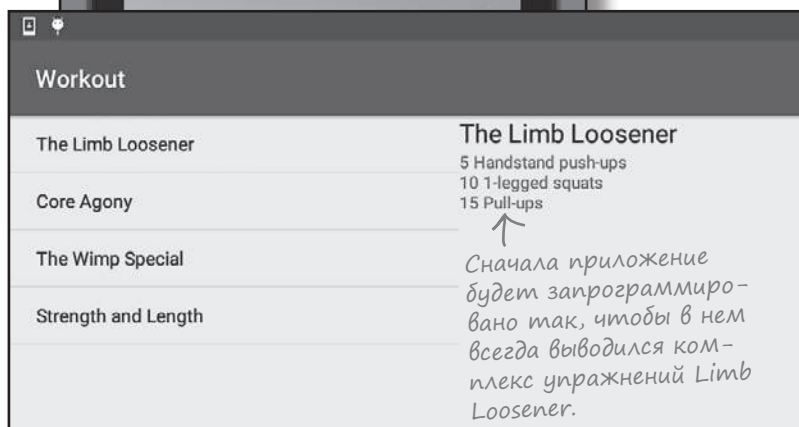 Workout
The Limb Loosener
Core Agony
The Wimp Special
Strength and Length
The Limb Loosener
5 Handstand push-ups
10 1-legged squats
15 Pull-ups
Сначала приложение
будет запрограммиро-
вано так, чтобы в нем
всегда выводился ком-
плекс упражнений Limb
Loosener.